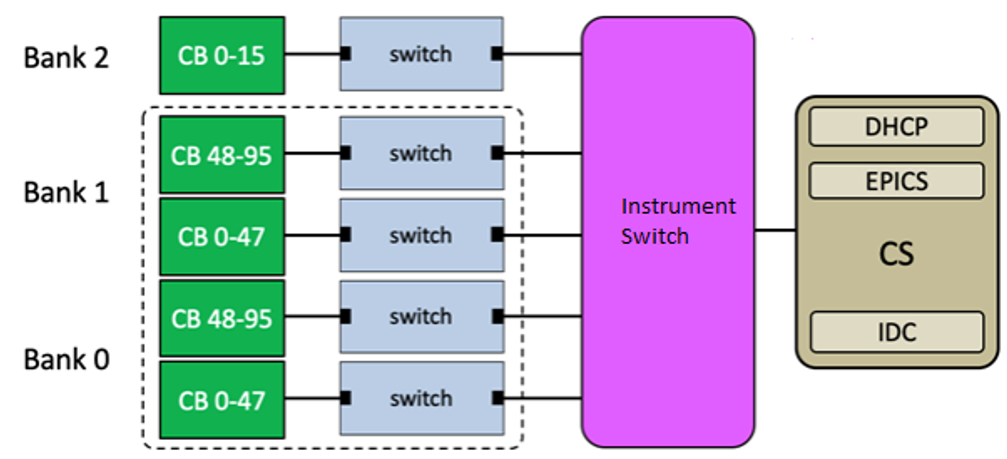 Bank 2
CB 0-15
switch
CB 48-95
switch
Bank 1
CB 0-47
switch
CB 48-95
switch
Bank 0
CB 0-47
switch
Instrument
Switch
DHCP
EPICS
CS
IDC